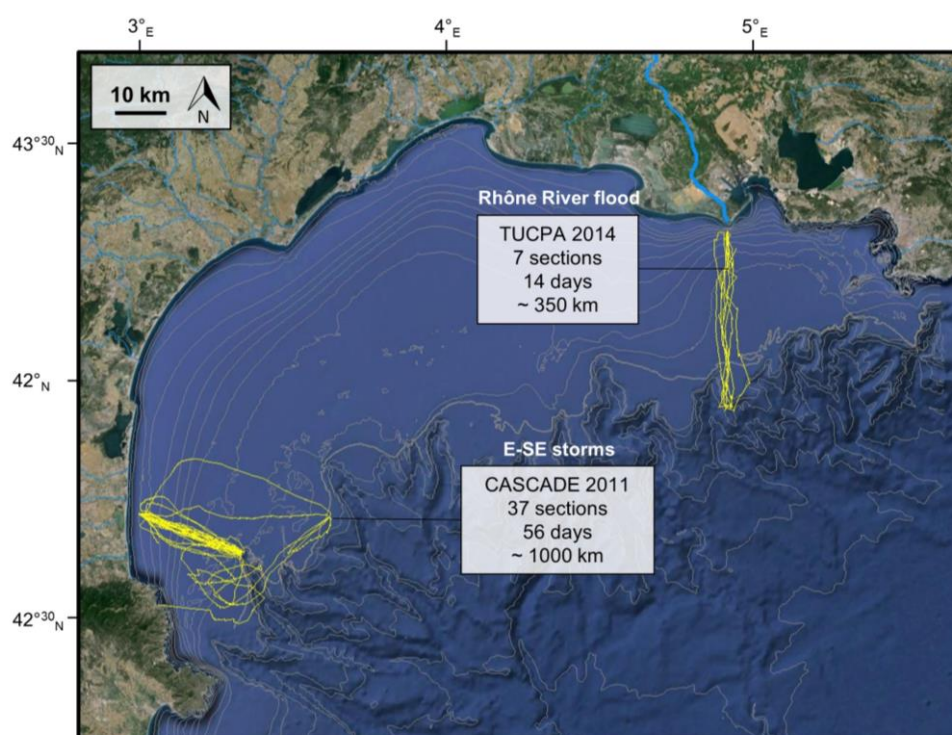 3°E
4°E
5°E
10 km
N
43°30'N
42°N
42°30'N
Rhône River flood
TUCPA 2014
7 sections
14 days
~ 350 km
E-SE storms
CASCADE 2011
37 sections
56 days
~ 1000 km